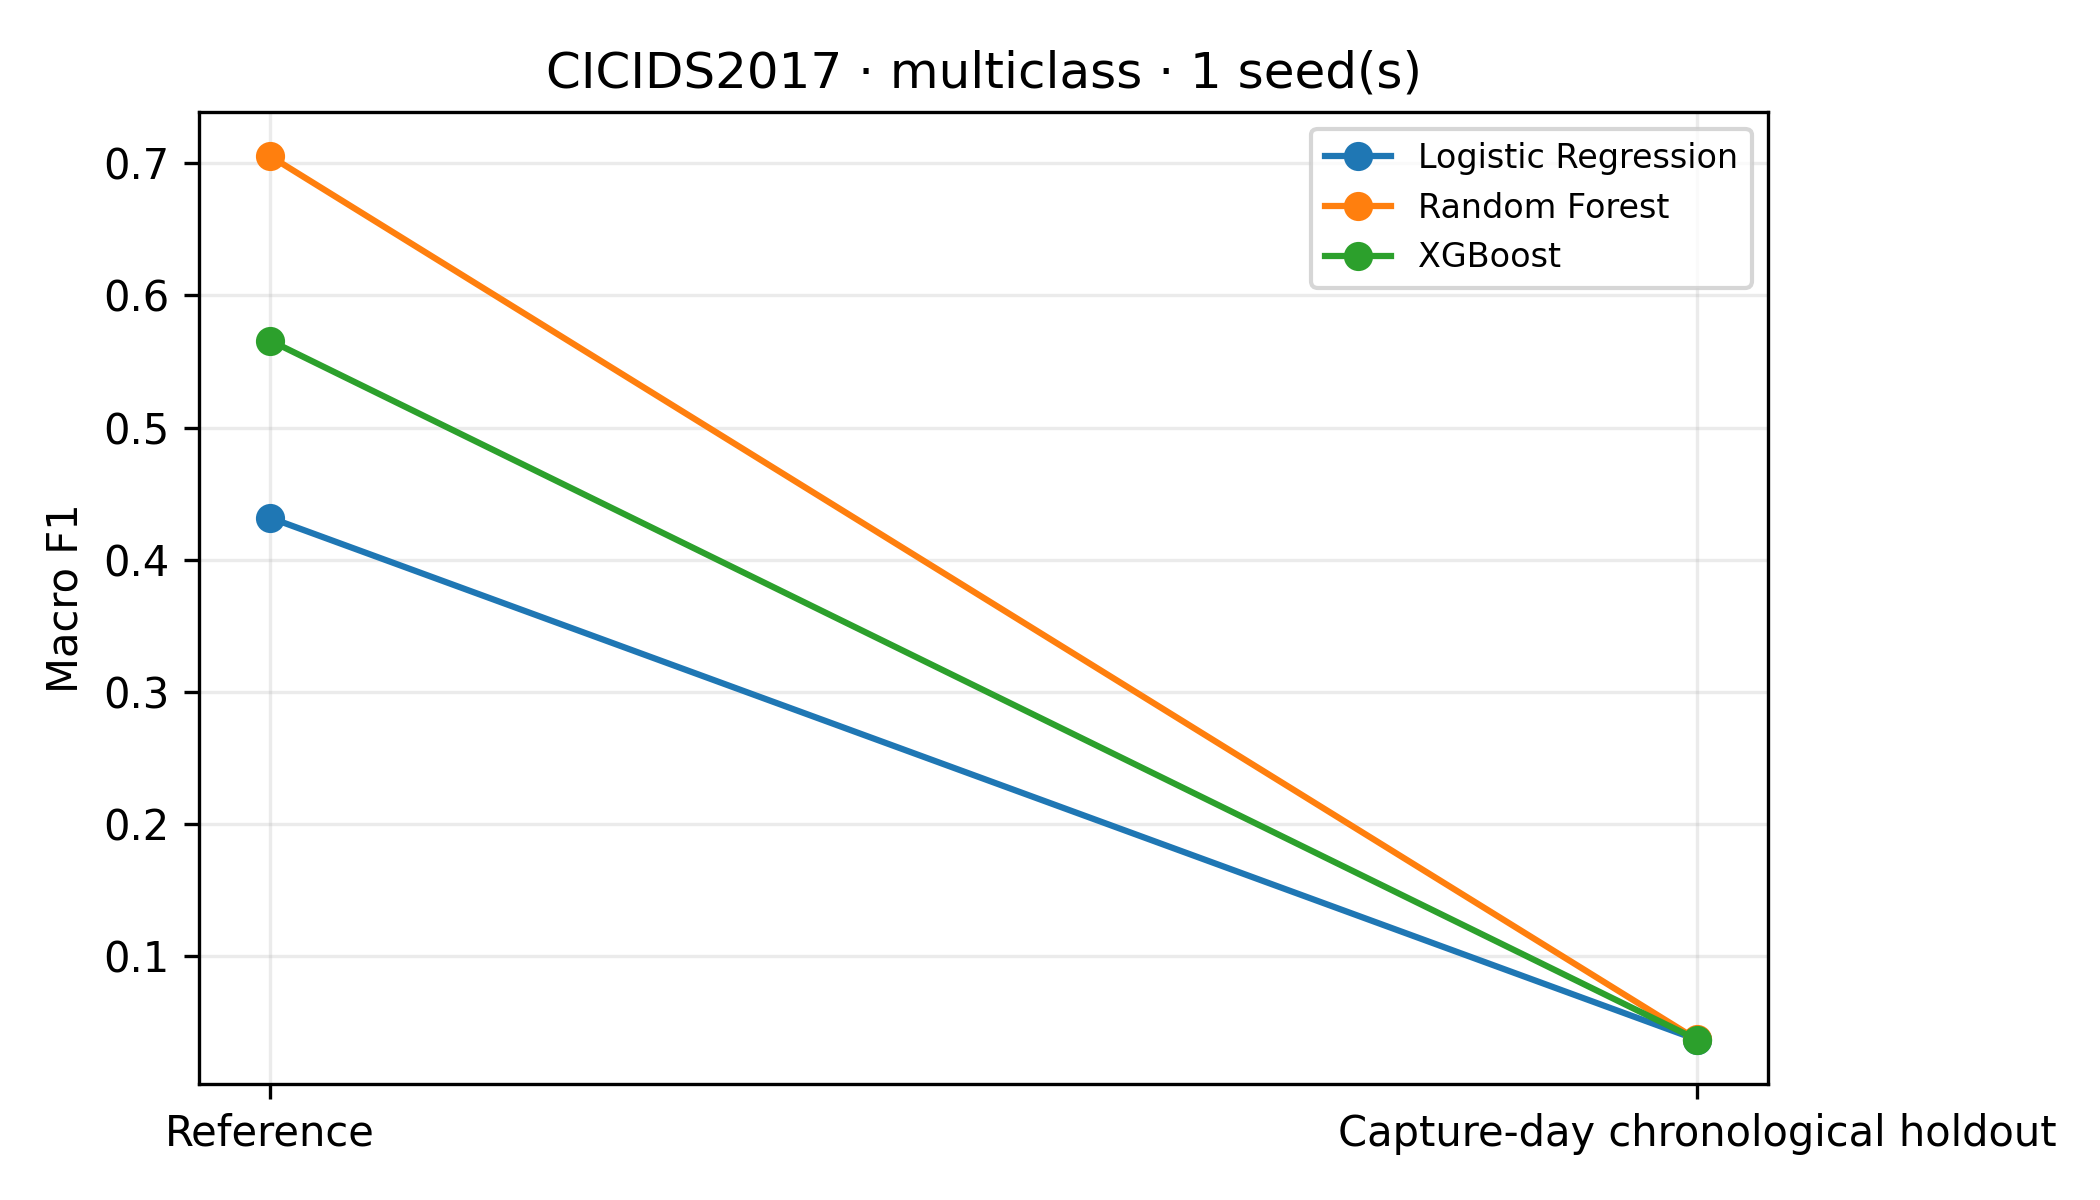 CICIDS2017 · multiclass · 1 seed(s)
Logistic Regression
Random Forest
XGBoost
Macro F1
0.7
0.6
0.5
0.4
0.3
0.2
0.1
Reference
Capture-day chronological holdout